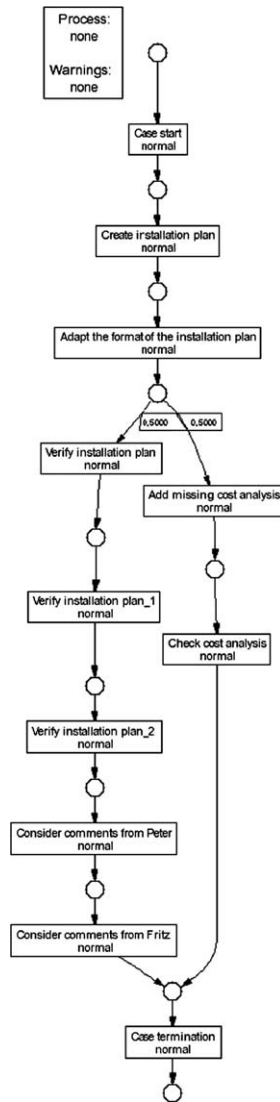 Process:
none
Warnings:
none
Case start
normal
Create installation plan
normal
Adapt the format of the installation plan
normal
0,5000 0,5000
Verify installation plan
normal
Add missing cost analysis
normal
Verify installation plan_1
normal
Check cost analysis
normal
Verify installation plan_2
normal
Consider comments from Peter
normal
Consider comments from Fritz
normal
Case termination
normal